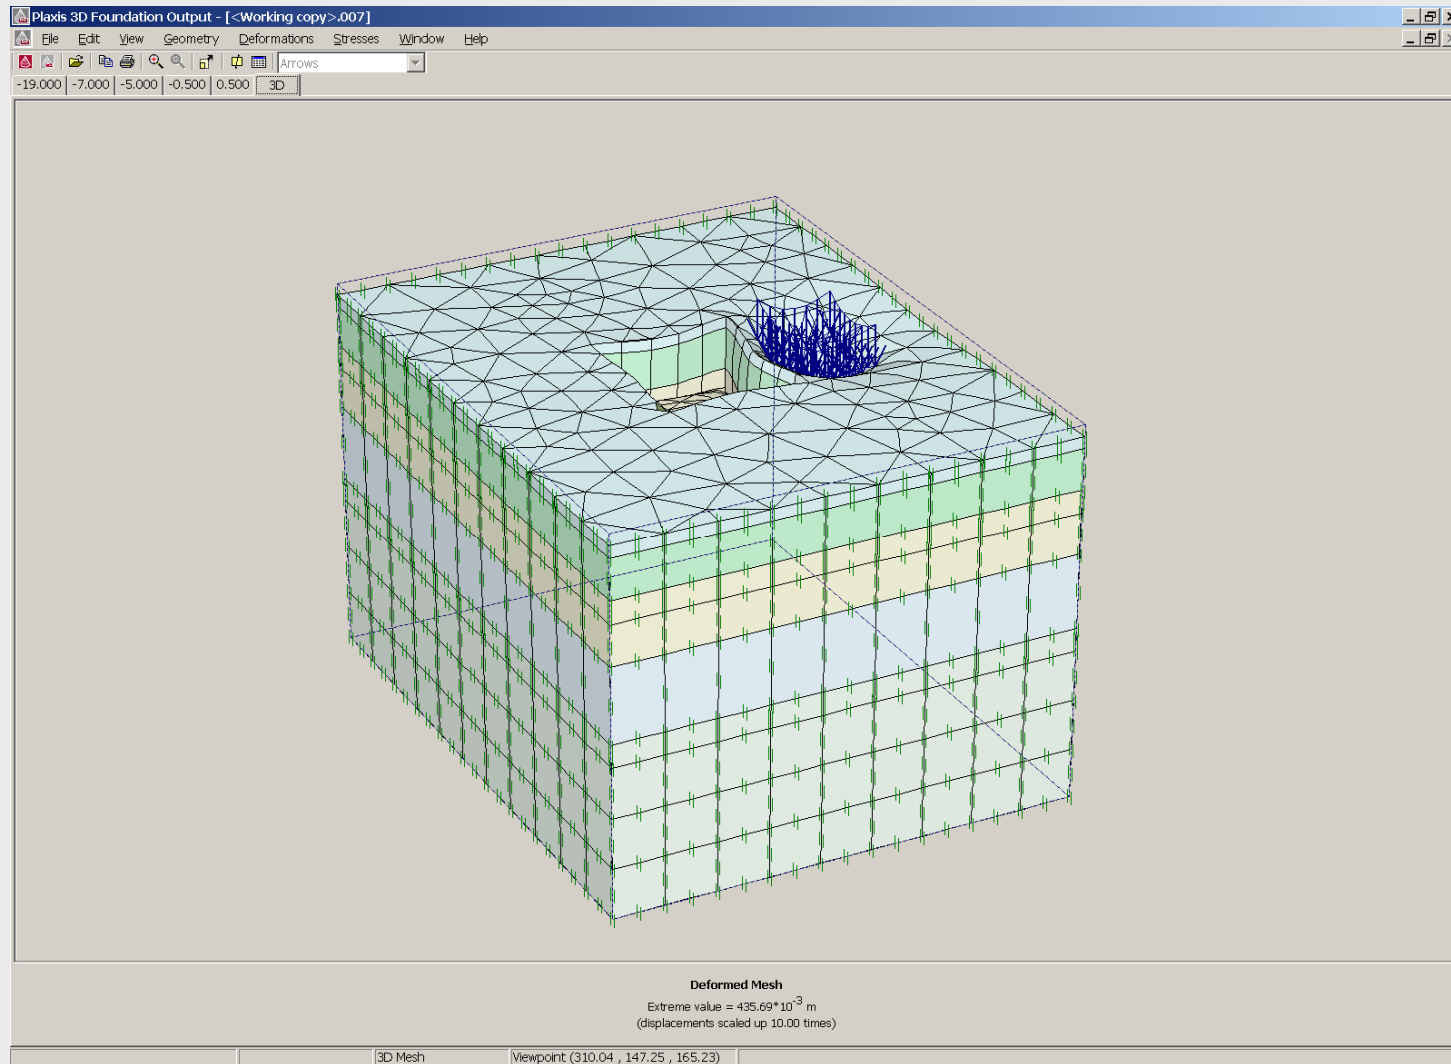 Plaxis 3D Foundation Output - [<Working copy>.007]
File Edit View Geometry Deformations Stresses Window Help
Arrows
-19.000 -7.000 -5.000 -0.500 0.500 3D
Deformed Mesh
Extreme value = 435.69*10⁻³ m
(displacements scaled up 10.00 times)
3D Mesh Viewpoint (310.04 , 147.25 , 165.23)